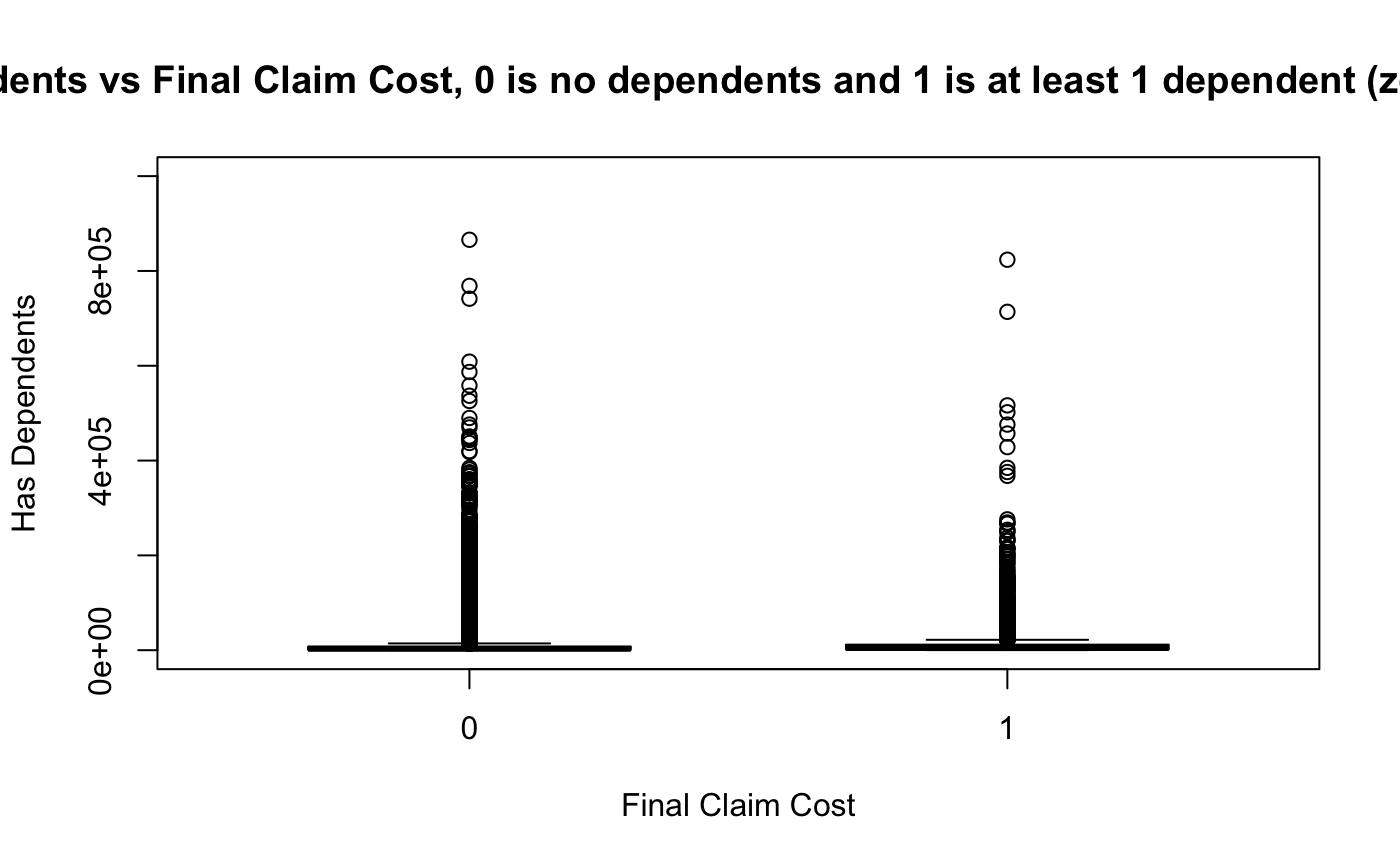 vs Final Claim Cost, 0 is no dependents and 1 is at least 1 dependent
8e+05
4e+05
0e+00
Has Dependents
0
1
Final Claim Cost